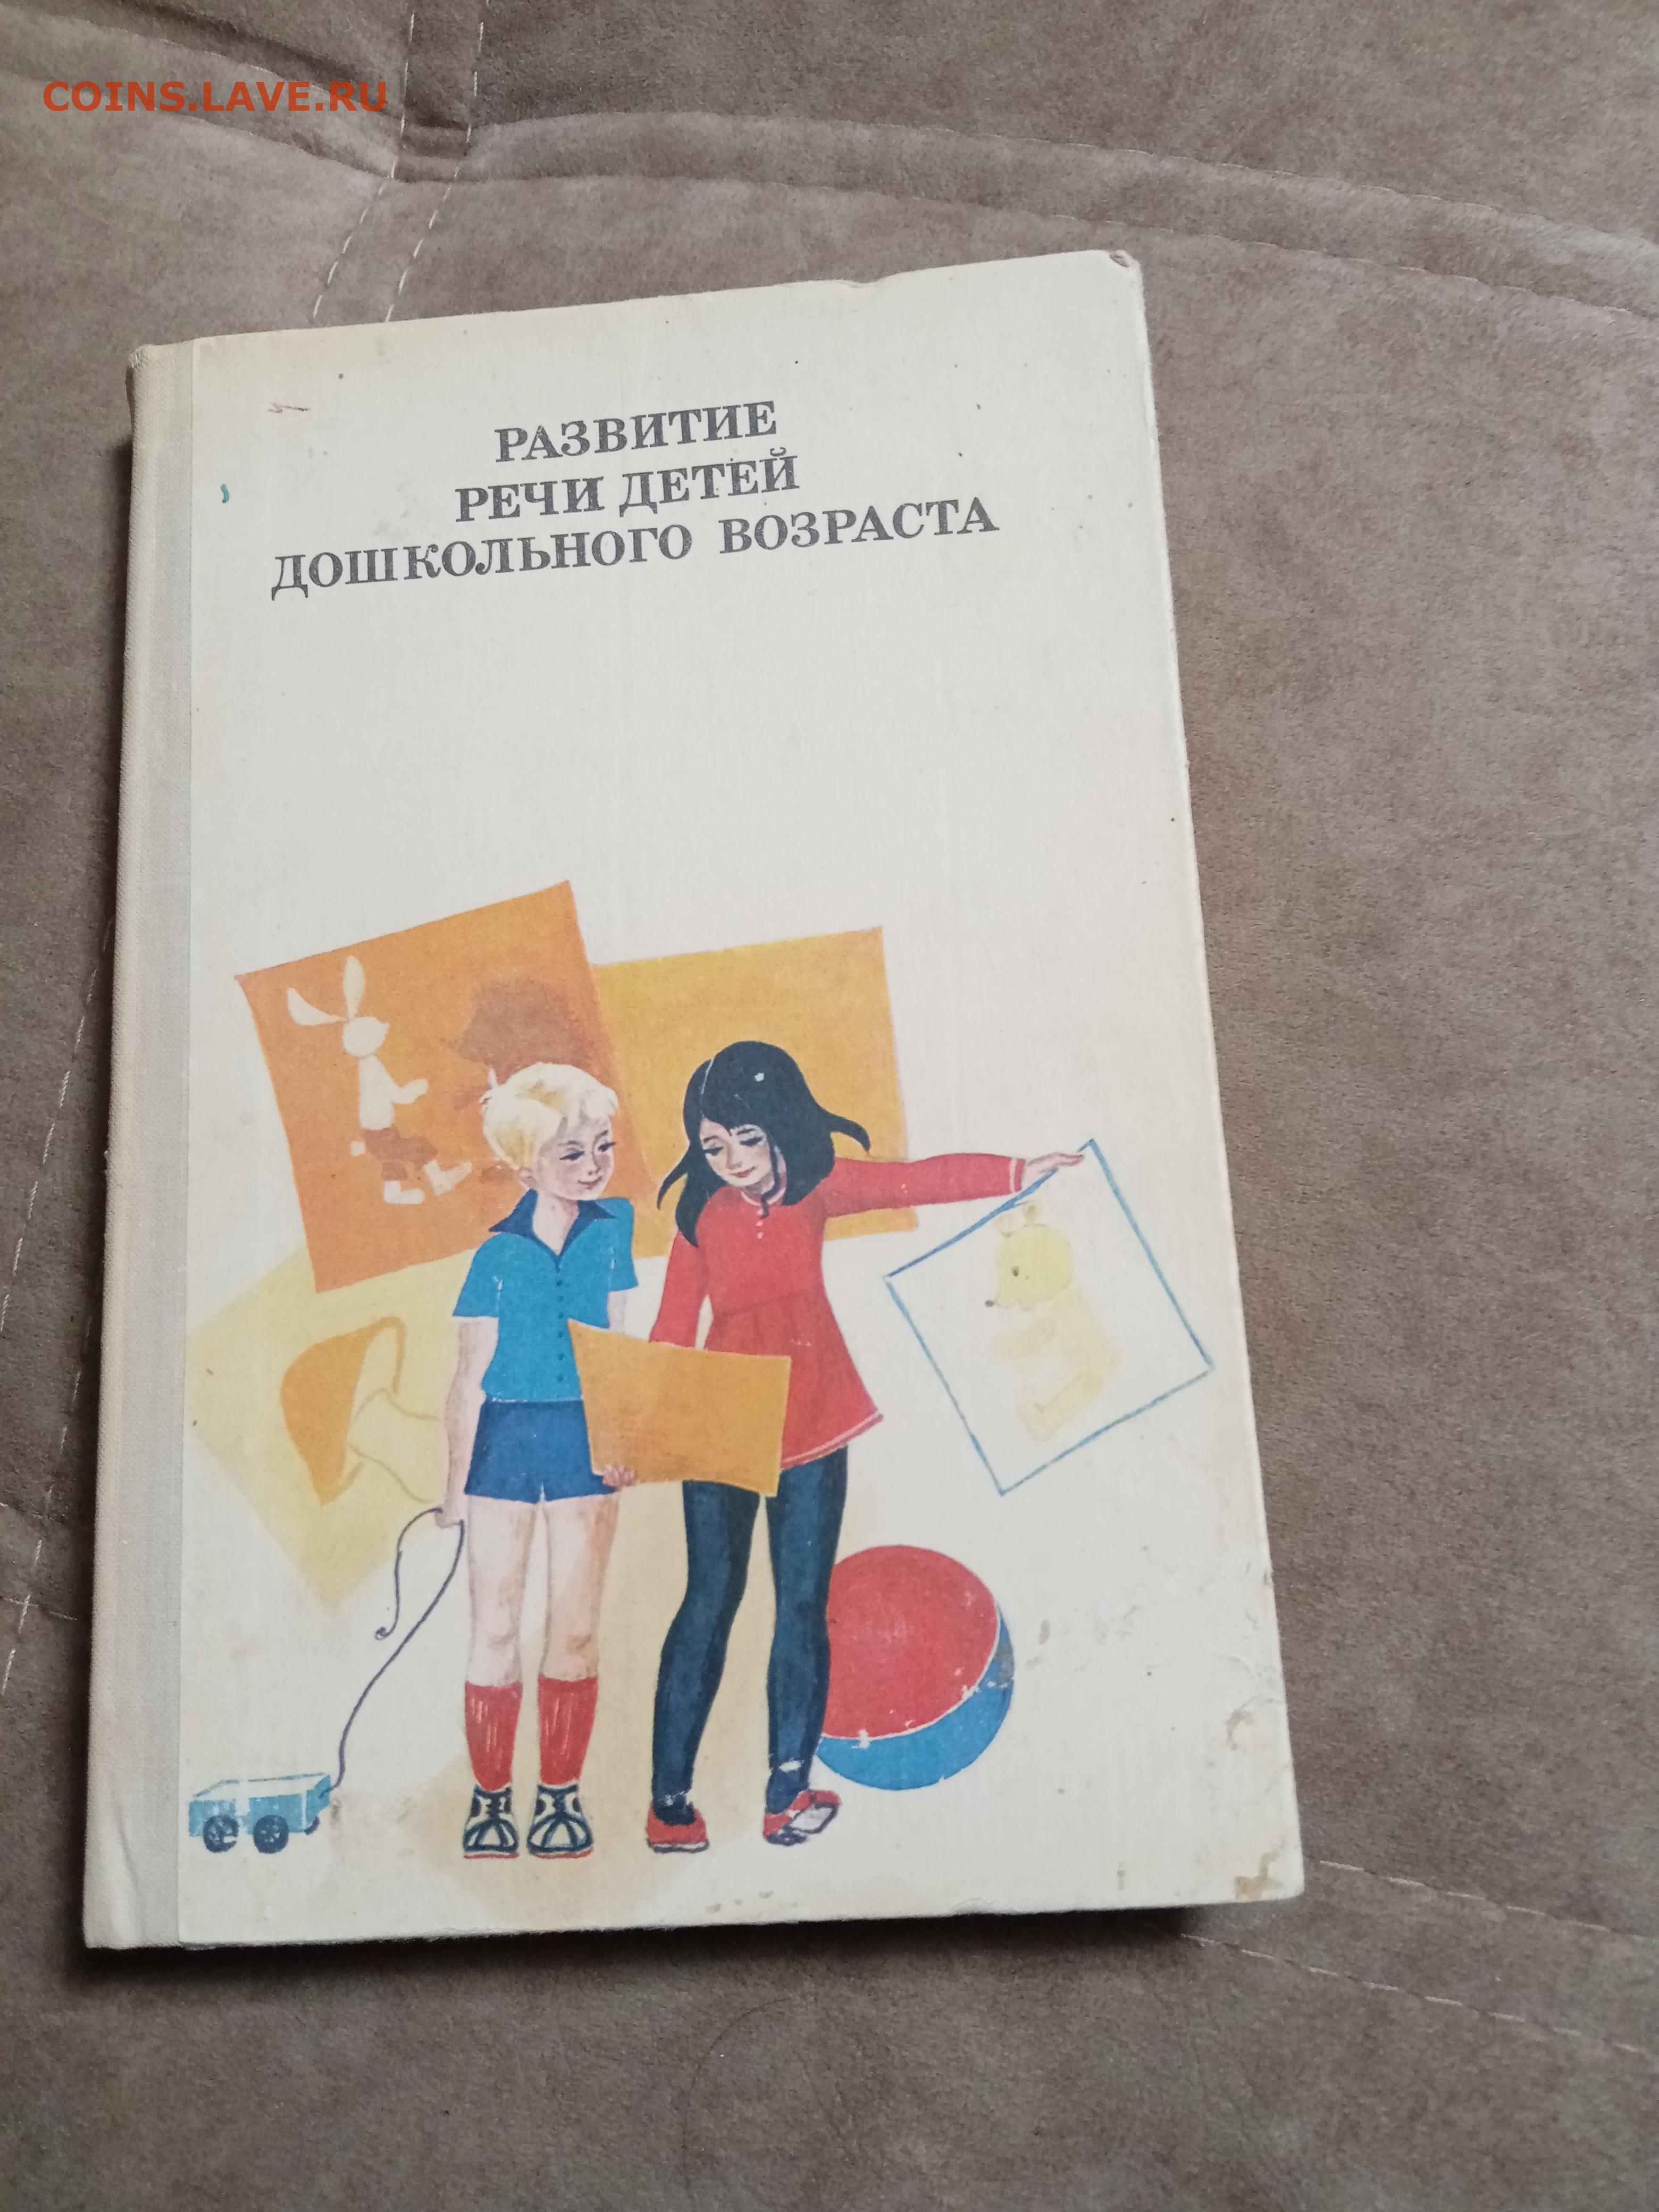 COINS.LAVE.RU
РАЗВИТИЕ
РЕЧИ ДЕТЕЙ
ДОШКОЛЬНОГО ВОЗРАСТА